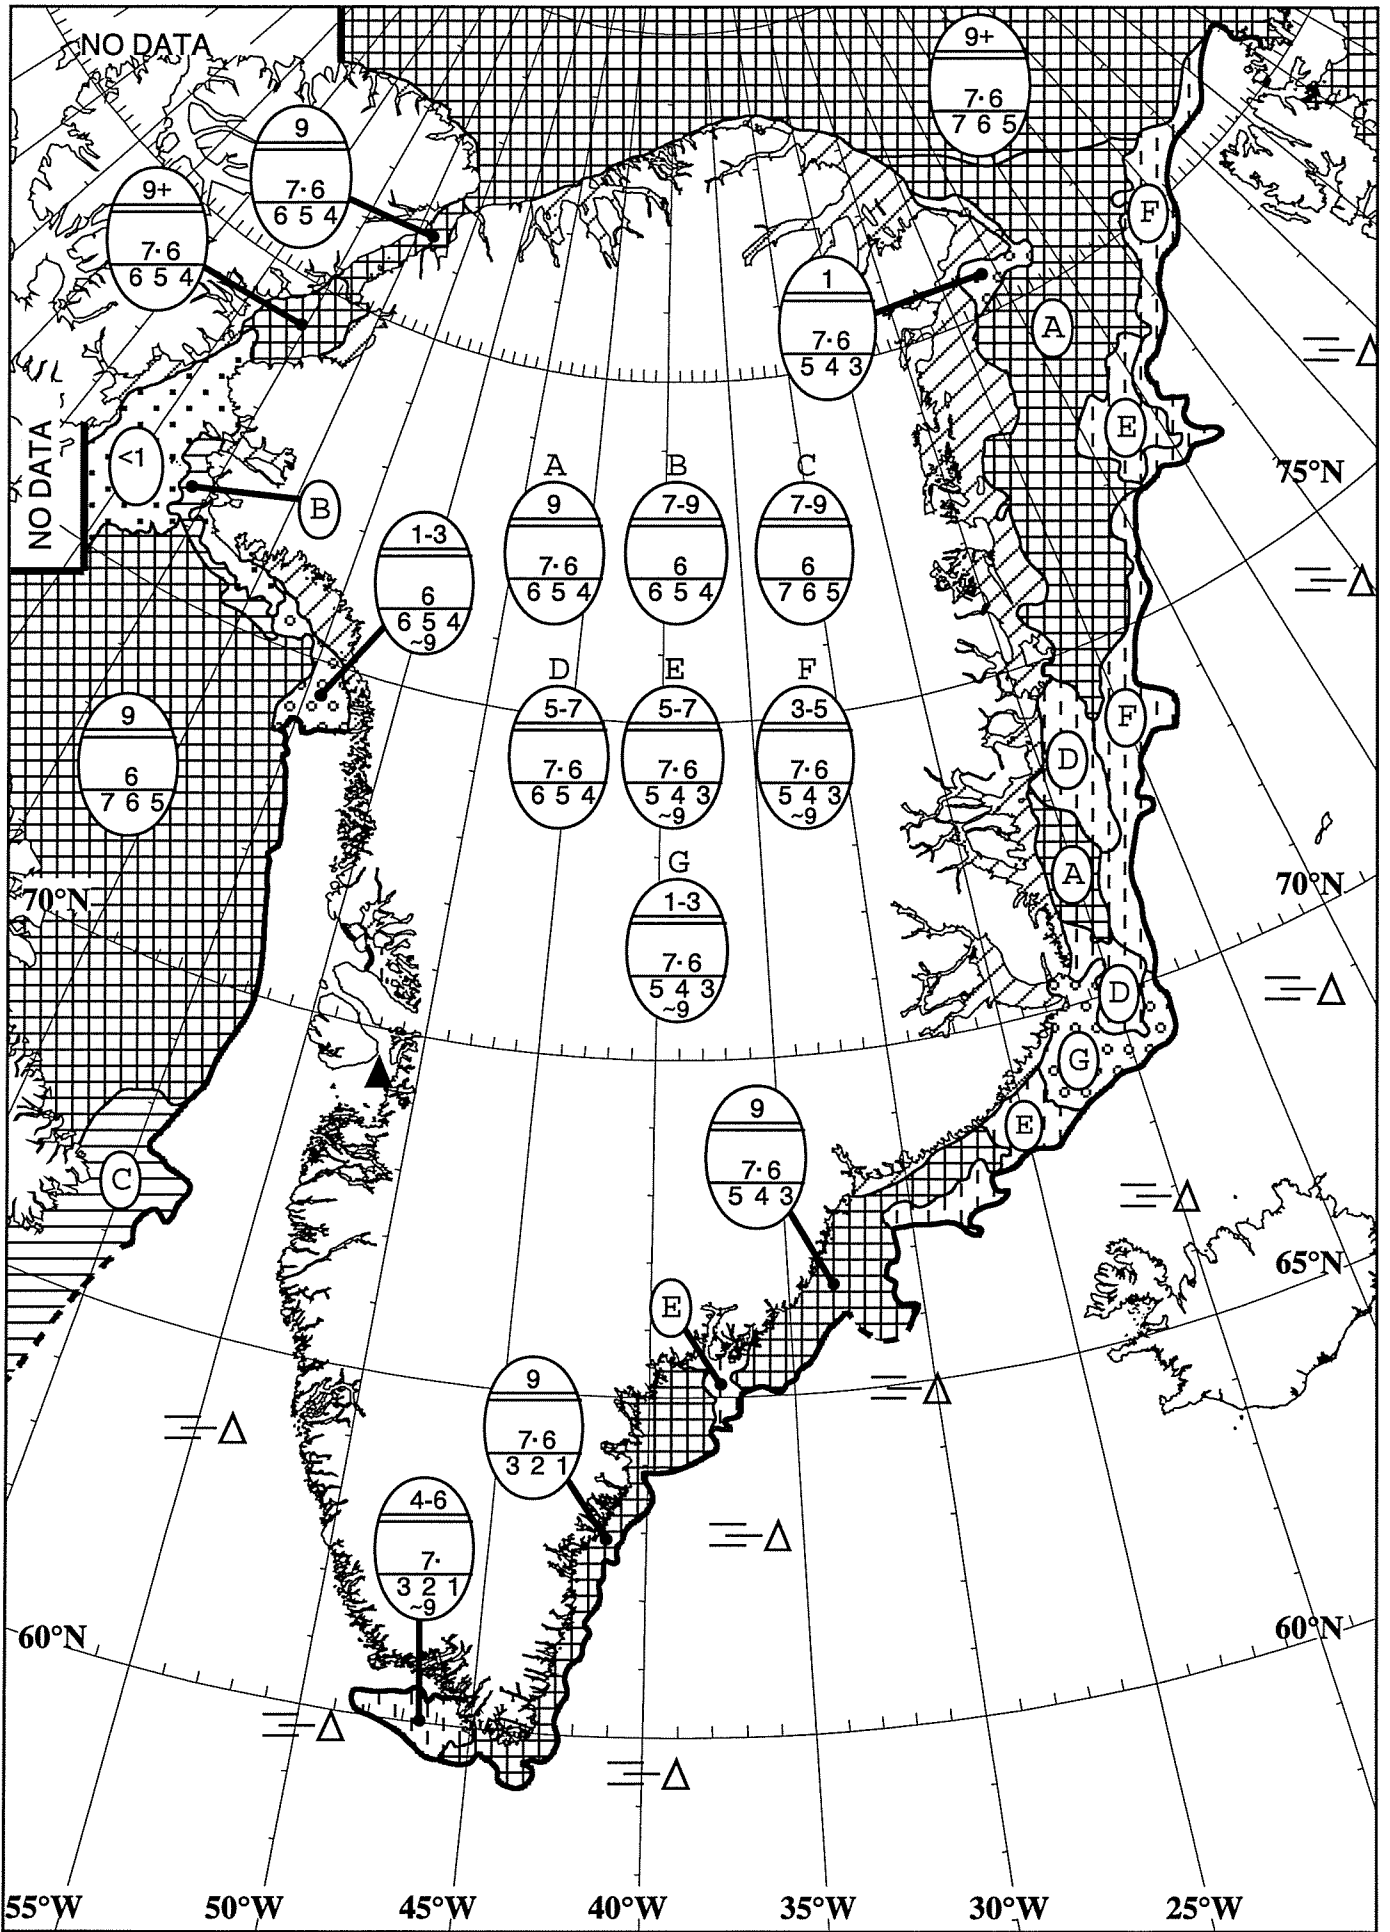 NO DATA
9+
7·6
7 6 5
9
7·6
6 5 4
9+
7·6
6 5 4
F
1
7·6
5 4 3
A
E
NO DATA
<1
B
75°N
A
9
7·6
6 5 4
B
7-9
6
6 5 4
C
7-9
6
7 6 5
1-3
6
6 5 4
~9
D
5-7
7·6
6 5 4
E
5-7
7·6
5 4 3
~9
F
3-5
7·6
5 4 3
~9
9
6
7 6 5
F
D
G
1-3
7·6
5 4 3
~9
A
70°N
70°N
D
G
E
9
7·6
5 4 3
C
65°N
E
9
7·6
3 2 1
4-6
7·
3 2 1
~9
60°N
60°N
55°W
50°W
45°W
40°W
35°W
30°W
25°W